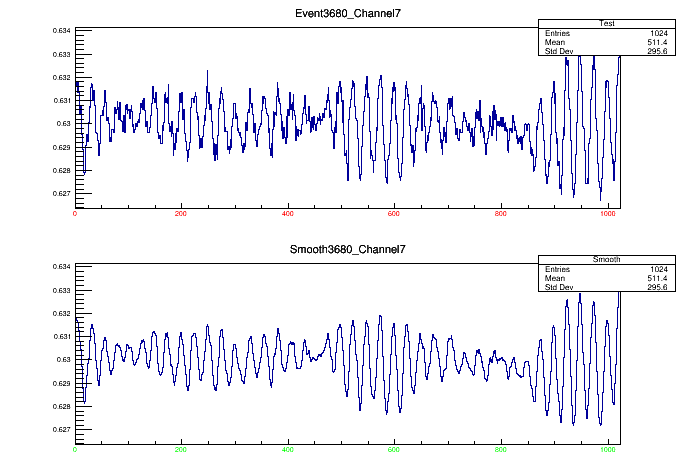 Event3680_Channel7
Test
Entries 1024
Mean 511.4
Std Dev 295.6
0.634
0.633
0.632
0.631
0.63
0.629
0.628
0.627
0 200 400 600 800 1000
Smooth3680_Channel7
Smooth
Entries 1024
Mean 511.4
Std Dev 295.6
0.634
0.633
0.632
0.631
0.63
0.629
0.628
0.627
0 200 400 600 800 1000